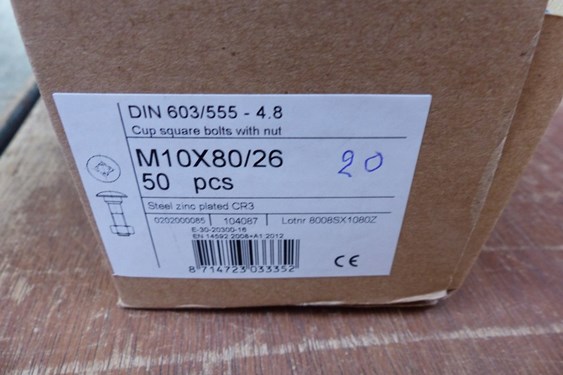 DIN 603/555 - 4.8
Cup square bolts with nut
M10X80/26
20
50 pcs
Steel zinc plated CR3
0202000085 104087 Lotnr 8008SX1080Z
E-30-20300-16
EN 14592:2008+A1:2012
8 714723 033352
CE